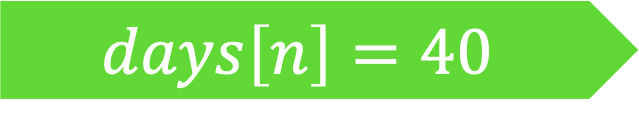 days[n] = 40